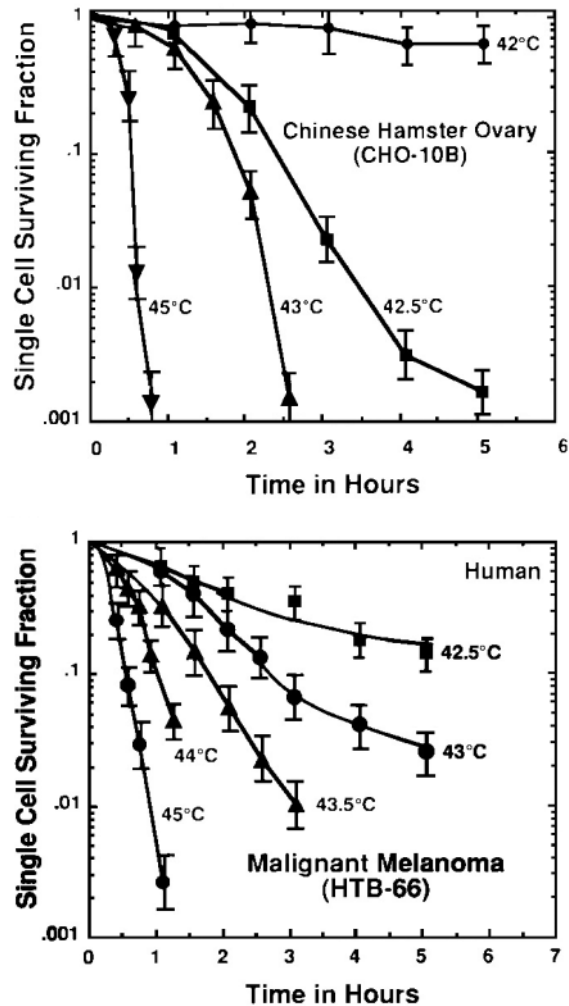 Single Cell Surviving Fraction
1
.1
.01
.001
42°C
Chinese Hamster Ovary
(CHO-10B)
45°C
43°C
42.5°C
0 1 2 3 4 5 6
Time in Hours
Single Cell Surviving Fraction
1
.1
.01
.001
Human
42.5°C
43°C
44°C
43.5°C
45°C
Malignant Melanoma
(HTB-66)
0 1 2 3 4 5 6 7
Time in Hours